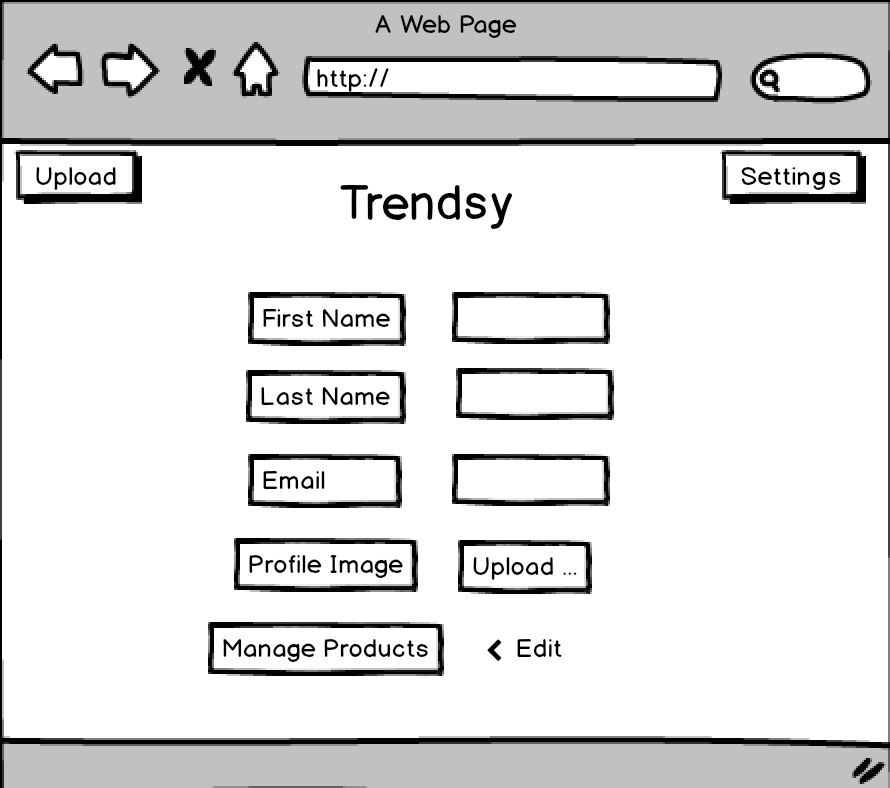 A Web Page
http://
Upload
Settings
Trendsy
First Name
Last Name
Email
Profile Image
Upload ...
Manage Products
Edit